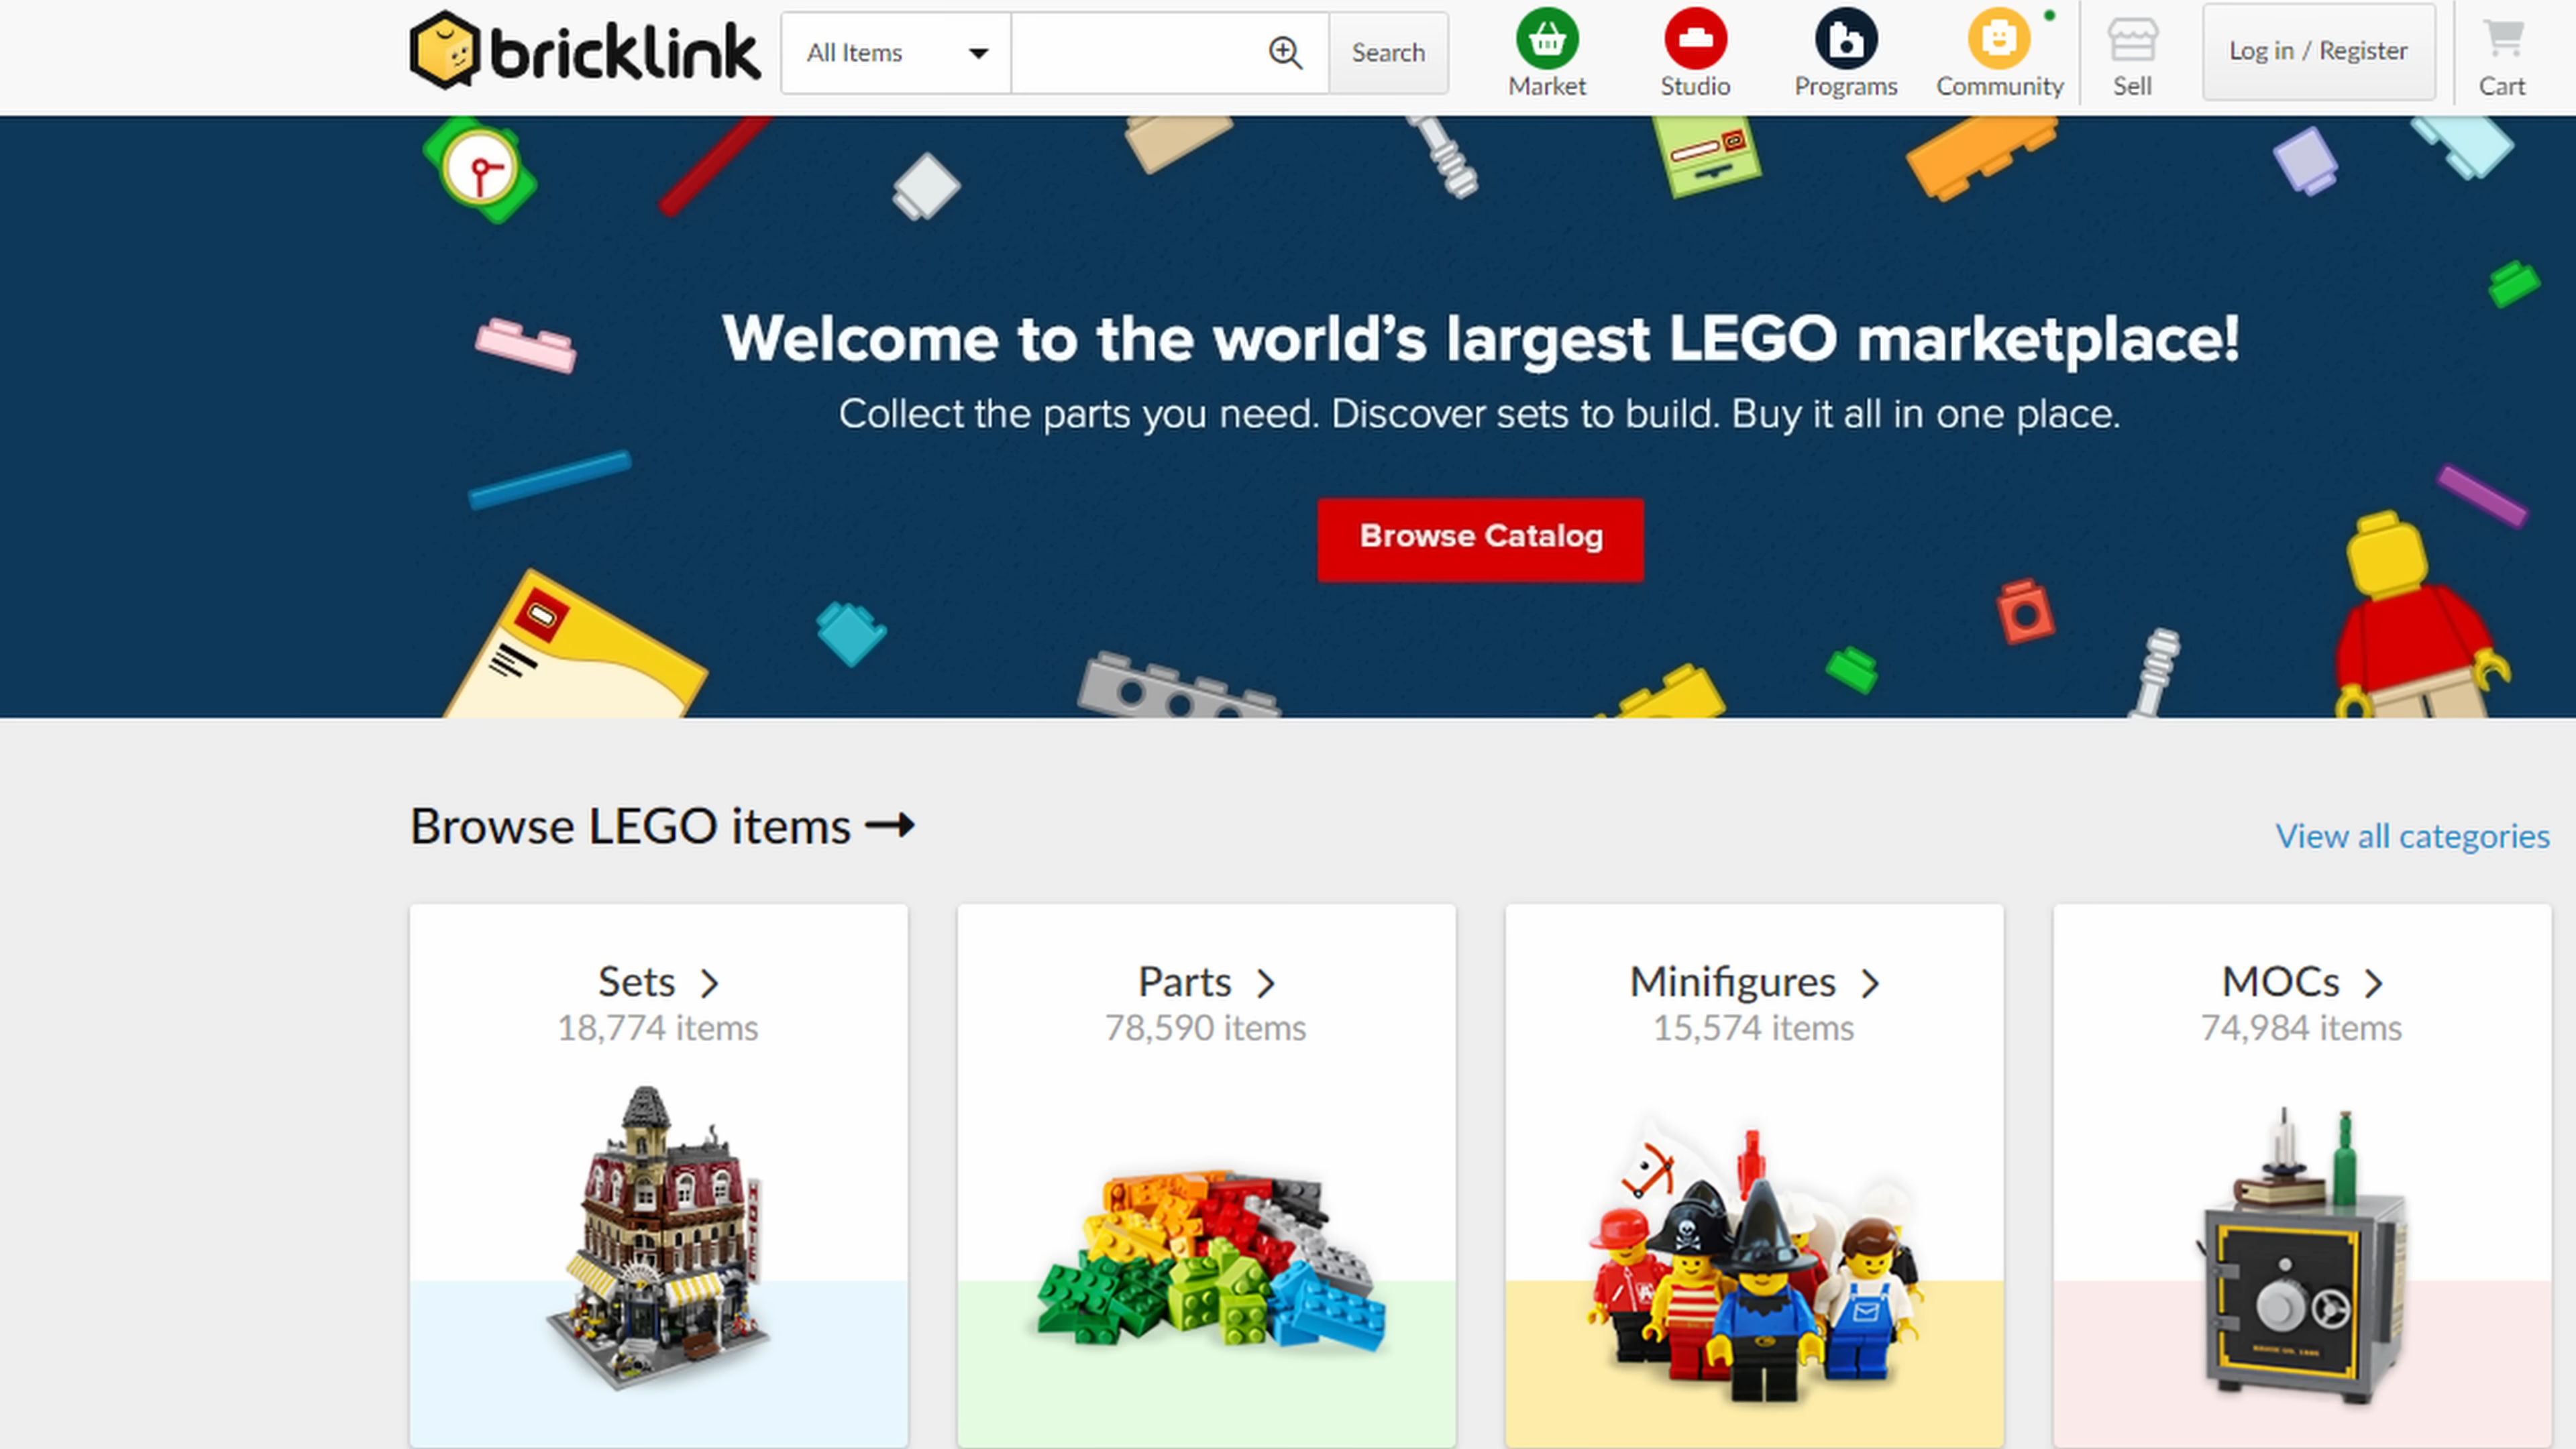 bricklink
All Items
Search
Market
Studio
Programs
Community
Sell
Log in / Register
Cart
Welcome to the world’s largest LEGO marketplace!
Collect the parts you need. Discover sets to build. Buy it all in one place.
Browse Catalog
Browse LEGO items
View all categories
Sets
18,774 items
Parts
78,590 items
Minifigures
15,574 items
MOCs
74,984 items
HOTEL